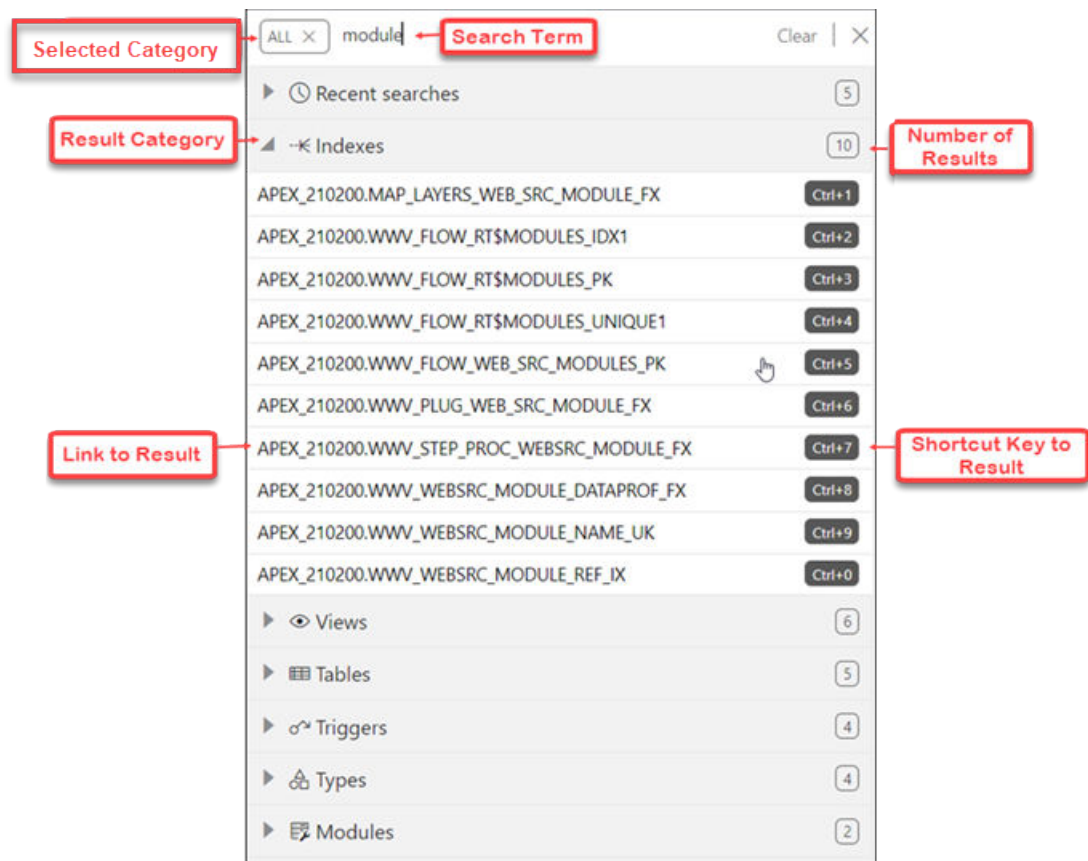 Selected Category
ALL × module
Search Term
Clear | ×
Recent searches 5
Result Category
Indexes 10
Number of
Results
APEX_210200.MAP_LAYERS_WEB_SRC_MODULE_FX Ctrl+1
APEX_210200.WWV_FLOW_RT$MODULES_IDX1 Ctrl+2
APEX_210200.WWV_FLOW_RT$MODULES_PK Ctrl+3
APEX_210200.WWV_FLOW_RT$MODULES_UNIQUE1 Ctrl+4
APEX_210200.WWV_FLOW_WEB_SRC_MODULES_PK Ctrl+5
APEX_210200.WWV_PLUG_WEB_SRC_MODULE_FX Ctrl+6
Link to Result
APEX_210200.WWV_STEP_PROC_WEBSRC_MODULE_FX Ctrl+7
Shortcut Key to
Result
APEX_210200.WWV_WEBSRC_MODULE_DATAPROF_FX Ctrl+8
APEX_210200.WWV_WEBSRC_MODULE_NAME_UK Ctrl+9
APEX_210200.WWV_WEBSRC_MODULE_REF_IX Ctrl+0
Views 6
Tables 5
Triggers 4
Types 4
Modules 2